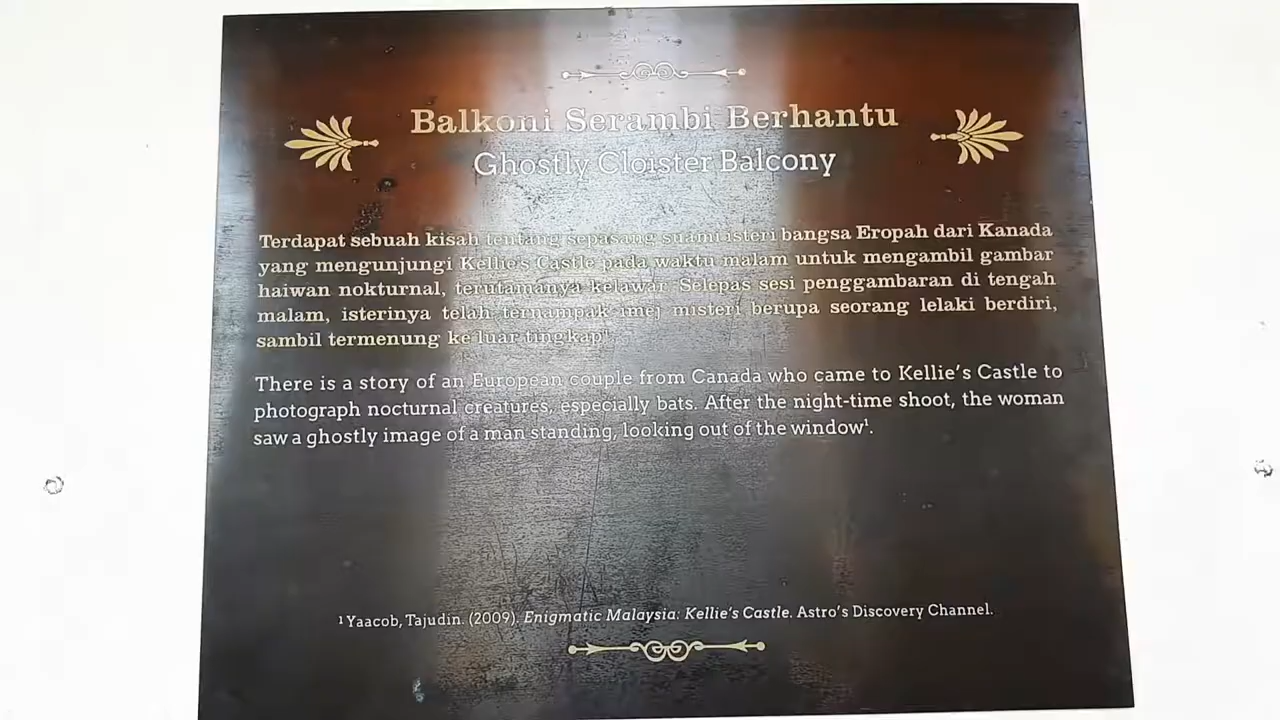 Balkoni Serambi Berhantu
Ghostly Cloister Balcony
Terdapat sebuah kisah tentang sepasang suami isteri bangsa Eropah dari Kanada
yang mengunjungi Kellie's Castle pada waktu malam untuk mengambil gambar
haiwan nokturnal, terutamanya kelawar. Selepas sesi penggambaran di tengah
malam, isterinya telah ternampak imej misteri berupa seorang lelaki berdiri,
sambil termenung ke luar tingkap¹.
There is a story of an European couple from Canada who came to Kellie's Castle to
photograph nocturnal creatures, especially bats. After the night-time shoot, the woman
saw a ghostly image of a man standing, looking out of the window¹.
¹ Yaacob, Tajudin. (2009). Enigmatic Malaysia: Kellie's Castle. Astro's Discovery Channel.